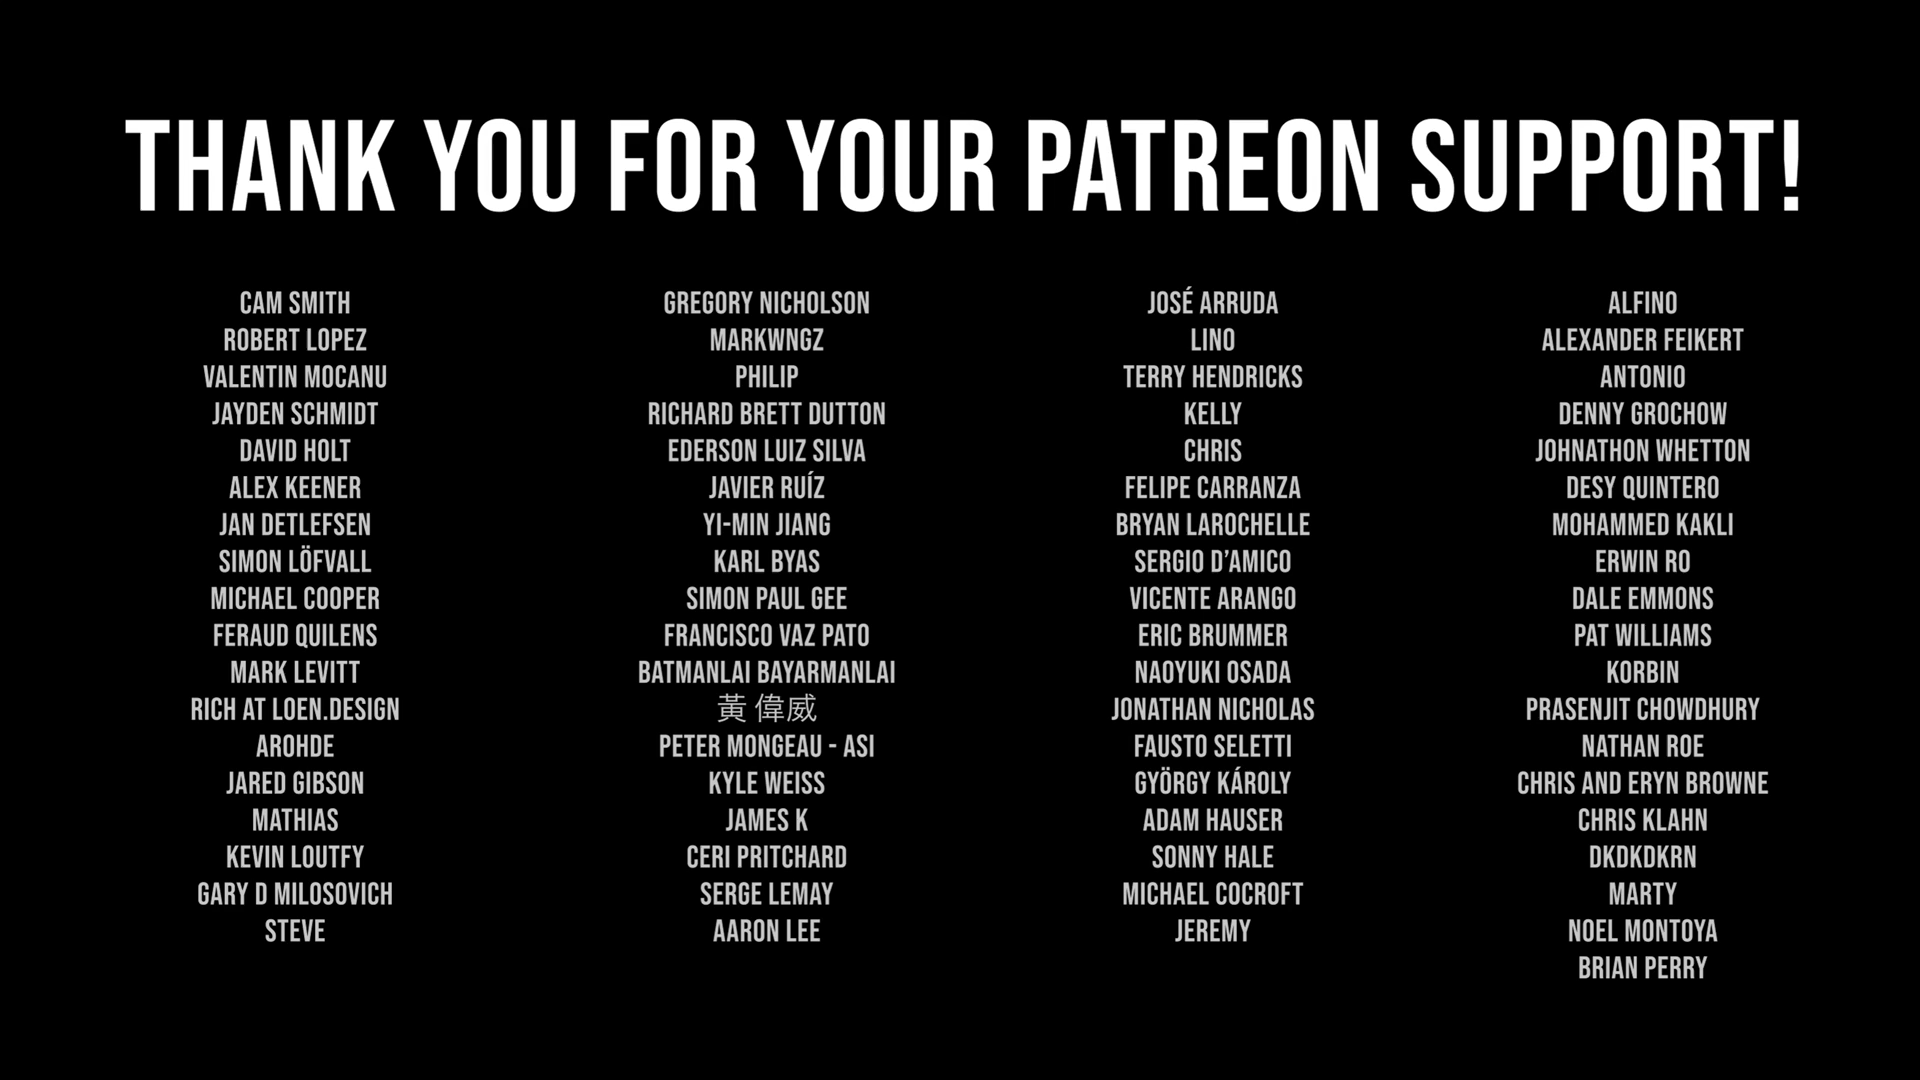 THANK YOU FOR YOUR PATREON SUPPORT!
CAM SMITH
ROBERT LOPEZ
VALENTIN MOCANU
JAYDEN SCHMIDT
DAVID HOLT
ALEX KEENER
JAN DETLEFSEN
SIMON LÖFVALL
MICHAEL COOPER
FERAUD QUILENS
MARK LEVITT
RICH AT LOEN.DESIGN
AROHDE
JARED GIBSON
MATHIAS
KEVIN LOUTFY
GARY D MILOSOVICH
STEVE
GREGORY NICHOLSON
MARKWNGZ
PHILIP
RICHARD BRETT DUTTON
EDERSON LUIZ SILVA
JAVIER RUÍZ
YI-MIN JIANG
KARL BYAS
SIMON PAUL GEE
FRANCISCO VAZ PATO
BATMANLAI BAYARMANLAI
黃 偉威
PETER MONGEAU - ASI
KYLE WEISS
JAMES K
CERI PRITCHARD
SERGE LEMAY
AARON LEE
JOSÉ ARRUDA
LINO
TERRY HENDRICKS
KELLY
CHRIS
FELIPE CARRANZA
BRYAN LAROCHELLE
SERGIO D’AMICO
VICENTE ARANGO
ERIC BRUMMER
NAOYUKI OSADA
JONATHAN NICHOLAS
FAUSTO SELETTI
GYÖRGY KÁROLY
ADAM HAUSER
SONNY HALE
MICHAEL COCROFT
JEREMY
ALFINO
ALEXANDER FEIKERT
ANTONIO
DENNY GROCHOW
JOHNATHON WHETTON
DESY QUINTERO
MOHAMMED KAKLI
ERWIN RO
DALE EMMONS
PAT WILLIAMS
KORBIN
PRASENJIT CHOWDHURY
NATHAN ROE
CHRIS AND ERYN BROWNE
CHRIS KLAHN
DKDKDKRN
MARTY
NOEL MONTOYA
BRIAN PERRY